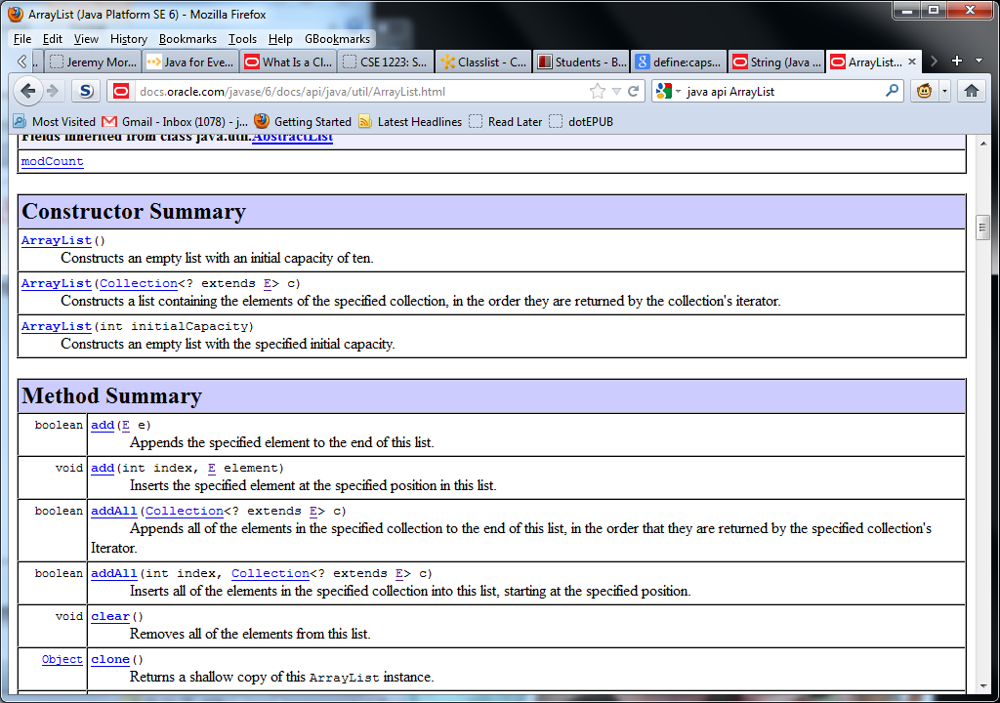 ArrayList (Java Platform SE 6) - Mozilla Firefox
File Edit View History Bookmarks Tools Help GBookmarks
.. Jeremy Mor... Java for Eve... What Is a Cl... CSE 1223: S... Classlist - C... Students - B... define:caps... String (Java ... ArrayList...
docs.oracle.com/javase/6/docs/api/java/util/ArrayList.html java api ArrayList
Most Visited Gmail - Inbox (1078) - j... Getting Started Latest Headlines Read Later dotEPUB
Fields inherited from class java.util.AbstractList
modCount
Constructor Summary
ArrayList()
Constructs an empty list with an initial capacity of ten.
ArrayList(Collection<? extends E> c)
Constructs a list containing the elements of the specified collection, in the order they are returned by the collection's iterator.
ArrayList(int initialCapacity)
Constructs an empty list with the specified initial capacity.
Method Summary
boolean add(E e)
Appends the specified element to the end of this list.
void add(int index, E element)
Inserts the specified element at the specified position in this list.
boolean addAll(Collection<? extends E> c)
Appends all of the elements in the specified collection to the end of this list, in the order that they are returned by the specified collection's
Iterator.
boolean addAll(int index, Collection<? extends E> c)
Inserts all of the elements in the specified collection into this list, starting at the specified position.
void clear()
Removes all of the elements from this list.
Object clone()
Returns a shallow copy of this ArrayList instance.